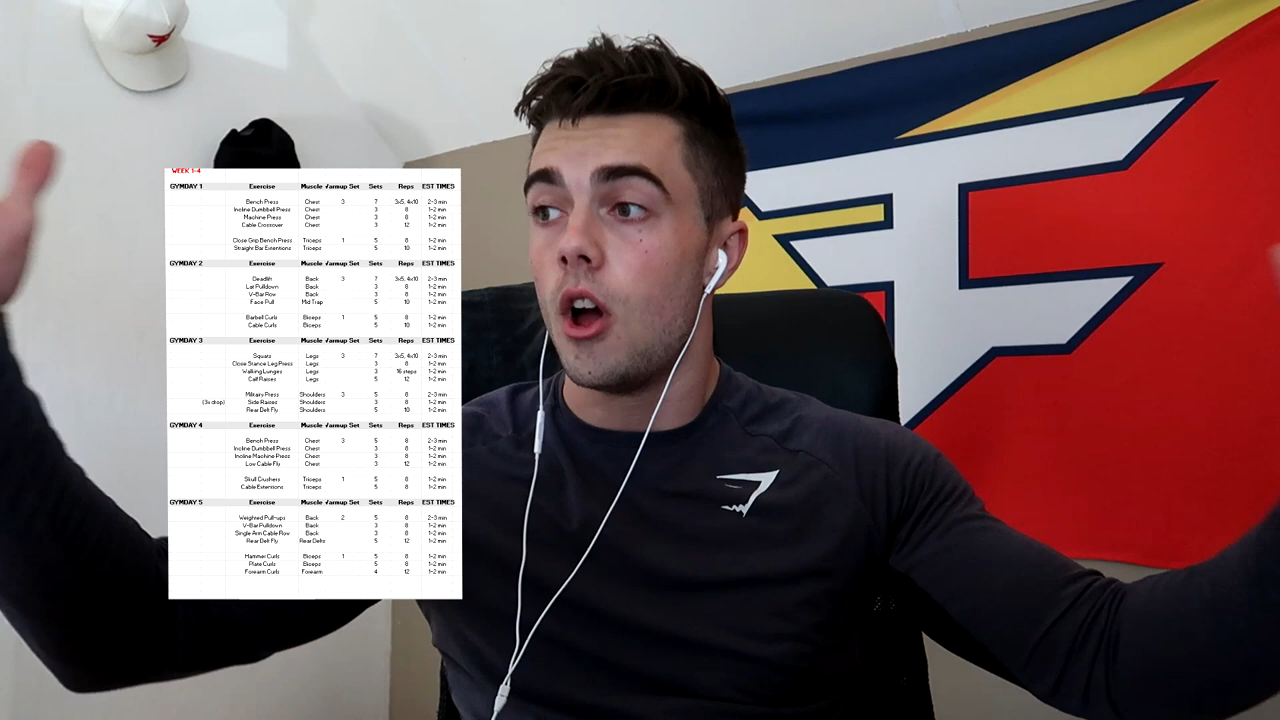 WEEK 1-4
GYMDAY 1 Exercise Muscle Warmup Set Sets Reps EST TIMES
Bench Press Chest 3 7 3x5, 4x10 2-3 min
Incline Dumbbell Press Chest 3 8 1-2 min
Machine Press Chest 3 8 1-2 min
Cable Crossover Chest 3 12 1-2 min
Close Grip Bench Press Triceps 1 5 8 1-2 min
Straight Bar Extentions Triceps 5 10 1-2 min
GYMDAY 2 Exercise Muscle Warmup Set Sets Reps EST TIMES
Deadlift Back 3 7 3x5, 4x10 2-3 min
Lat Pulldown Back 3 8 1-2 min
V-Bar Row Back 3 8 1-2 min
Face Pull Mid Trap 5 10 1-2 min
Barbell Curls Biceps 1 5 8 1-2 min
Cable Curls Biceps 5 10 1-2 min
GYMDAY 3 Exercise Muscle Warmup Set Sets Reps EST TIMES
Squats Legs 3 7 3x5, 4x10 2-3 min
Close Stance Leg Press Legs 3 8 1-2 min
Walking Lunges Legs 3 16 steps 1-2 min
Calf Raises Legs 5 12 1-2 min
Military Press Shoulders 3 5 8 2-3 min
(3x drop) Side Raises Shoulders 3 8 1-2 min
Rear Delt Fly Shoulders 5 10 1-2 min
GYMDAY 4 Exercise Muscle Warmup Set Sets Reps EST TIMES
Bench Press Chest 3 5 8 2-3 min
Incline Dumbbell Press Chest 3 8 1-2 min
Incline Machine Press Chest 3 8 1-2 min
Low Cable Fly Chest 3 12 1-2 min
Skull Crushers Triceps 1 5 8 1-2 min
Cable Extentions Triceps 5 8 1-2 min
GYMDAY 5 Exercise Muscle Warmup Set Sets Reps EST TIMES
Weighted Pull-ups Back 2 5 8 2-3 min
V-Bar Pulldown Back 3 8 1-2 min
Single Arm Cable Row Back 3 8 1-2 min
Rear Delt Fly Rear Delts 5 12 1-2 min
Hammer Curls Biceps 1 5 8 1-2 min
Plate Curls Biceps 5 8 1-2 min
Forearm Curls Forearm 4 12 1-2 min